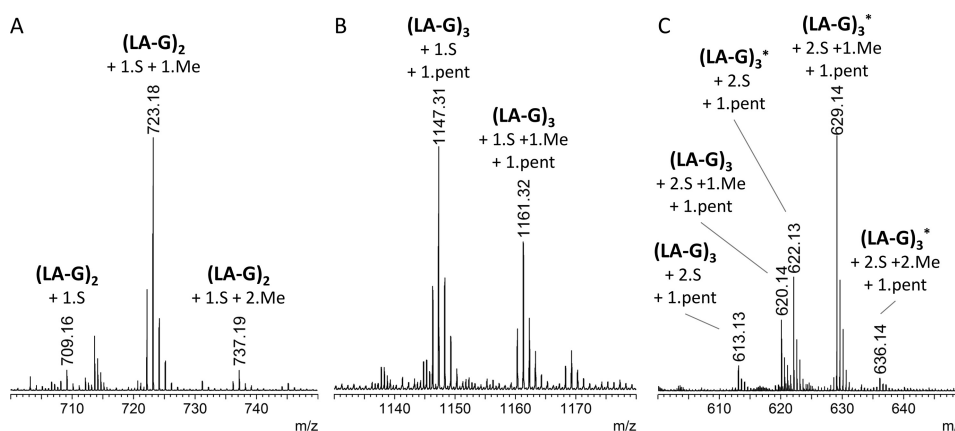 A
(LA-G)2
+ 1.S + 1.Me
723.18
(LA-G)2
+ 1.S
709.16
(LA-G)2
+ 1.S + 2.Me
737.19
710
720
730
740
m/z
B
(LA-G)3
+ 1.S
+ 1.pent
1147.31
(LA-G)3
+ 1.S +1.Me
+ 1.pent
1161.32
1140
1150
1160
1170
m/z
C
(LA-G)3*
+ 2.S +1.Me
+ 1.pent
629.14
(LA-G)3*
+ 2.S
+ 1.pent
622.13
(LA-G)3
+ 2.S +1.Me
+ 1.pent
620.14
(LA-G)3
+ 2.S
+ 1.pent
613.13
(LA-G)3*
+ 2.S +2.Me
+ 1.pent
636.14
610
620
630
640
m/